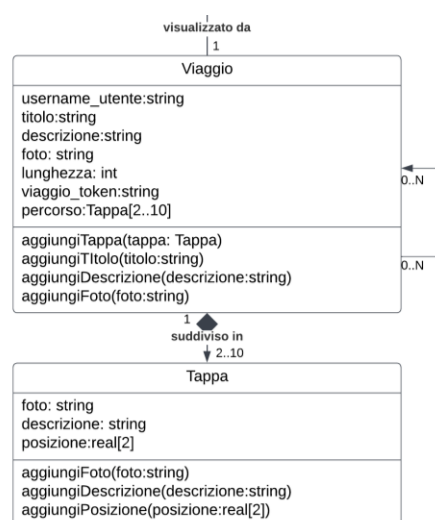 visualizzato da
1
Viaggio
username_utente:string
titolo:string
descrizione:string
foto: string
lunghezza: int
viaggio_token:string
percorso:Tappa[2..10]
0..N
aggiungiTappa(tappa: Tappa)
aggiungiTItolo(titolo:string)
aggiungiDescrizione(descrizione:string)
aggiungiFoto(foto:string)
0..N
1
suddiviso in
2..10
Tappa
foto: string
descrizione: string
posizione:real[2]
aggiungiFoto(foto:string)
aggiungiDescrizione(descrizione:string)
aggiungiPosizione(posizione:real[2])